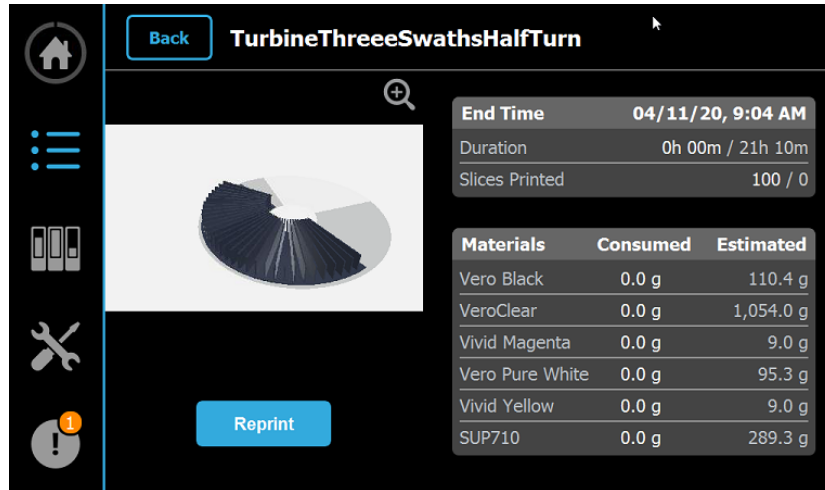 Back TurbineThreeeSwathsHalfTurn
End Time 04/11/20, 9:04 AM
Duration 0h 00m / 21h 10m
Slices Printed 100 / 0
Materials Consumed Estimated
Vero Black 0.0 g 110.4 g
VeroClear 0.0 g 1,054.0 g
Vivid Magenta 0.0 g 9.0 g
Vero Pure White 0.0 g 95.3 g
Vivid Yellow 0.0 g 9.0 g
SUP710 0.0 g 289.3 g
Reprint
1